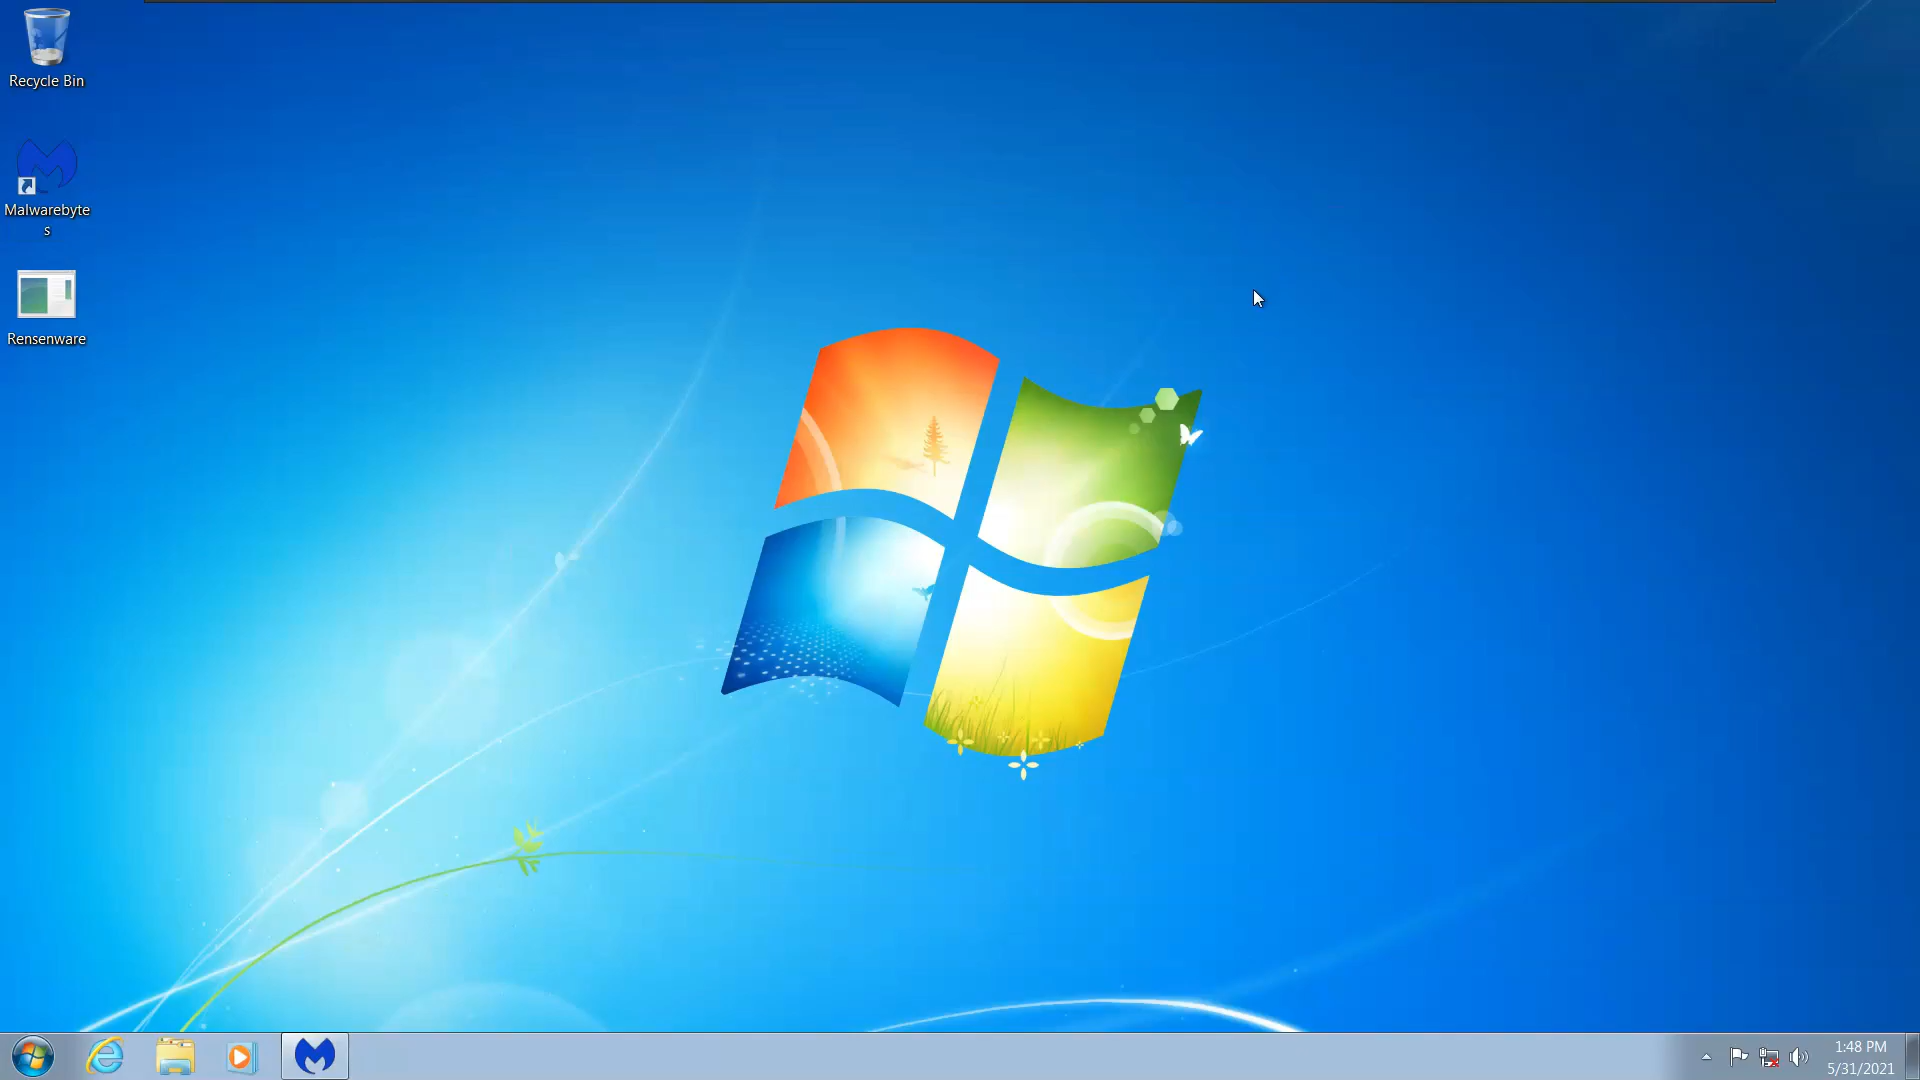 Recycle Bin
Malwarebyte
s
Rensenware
1:48 PM
5/31/2021